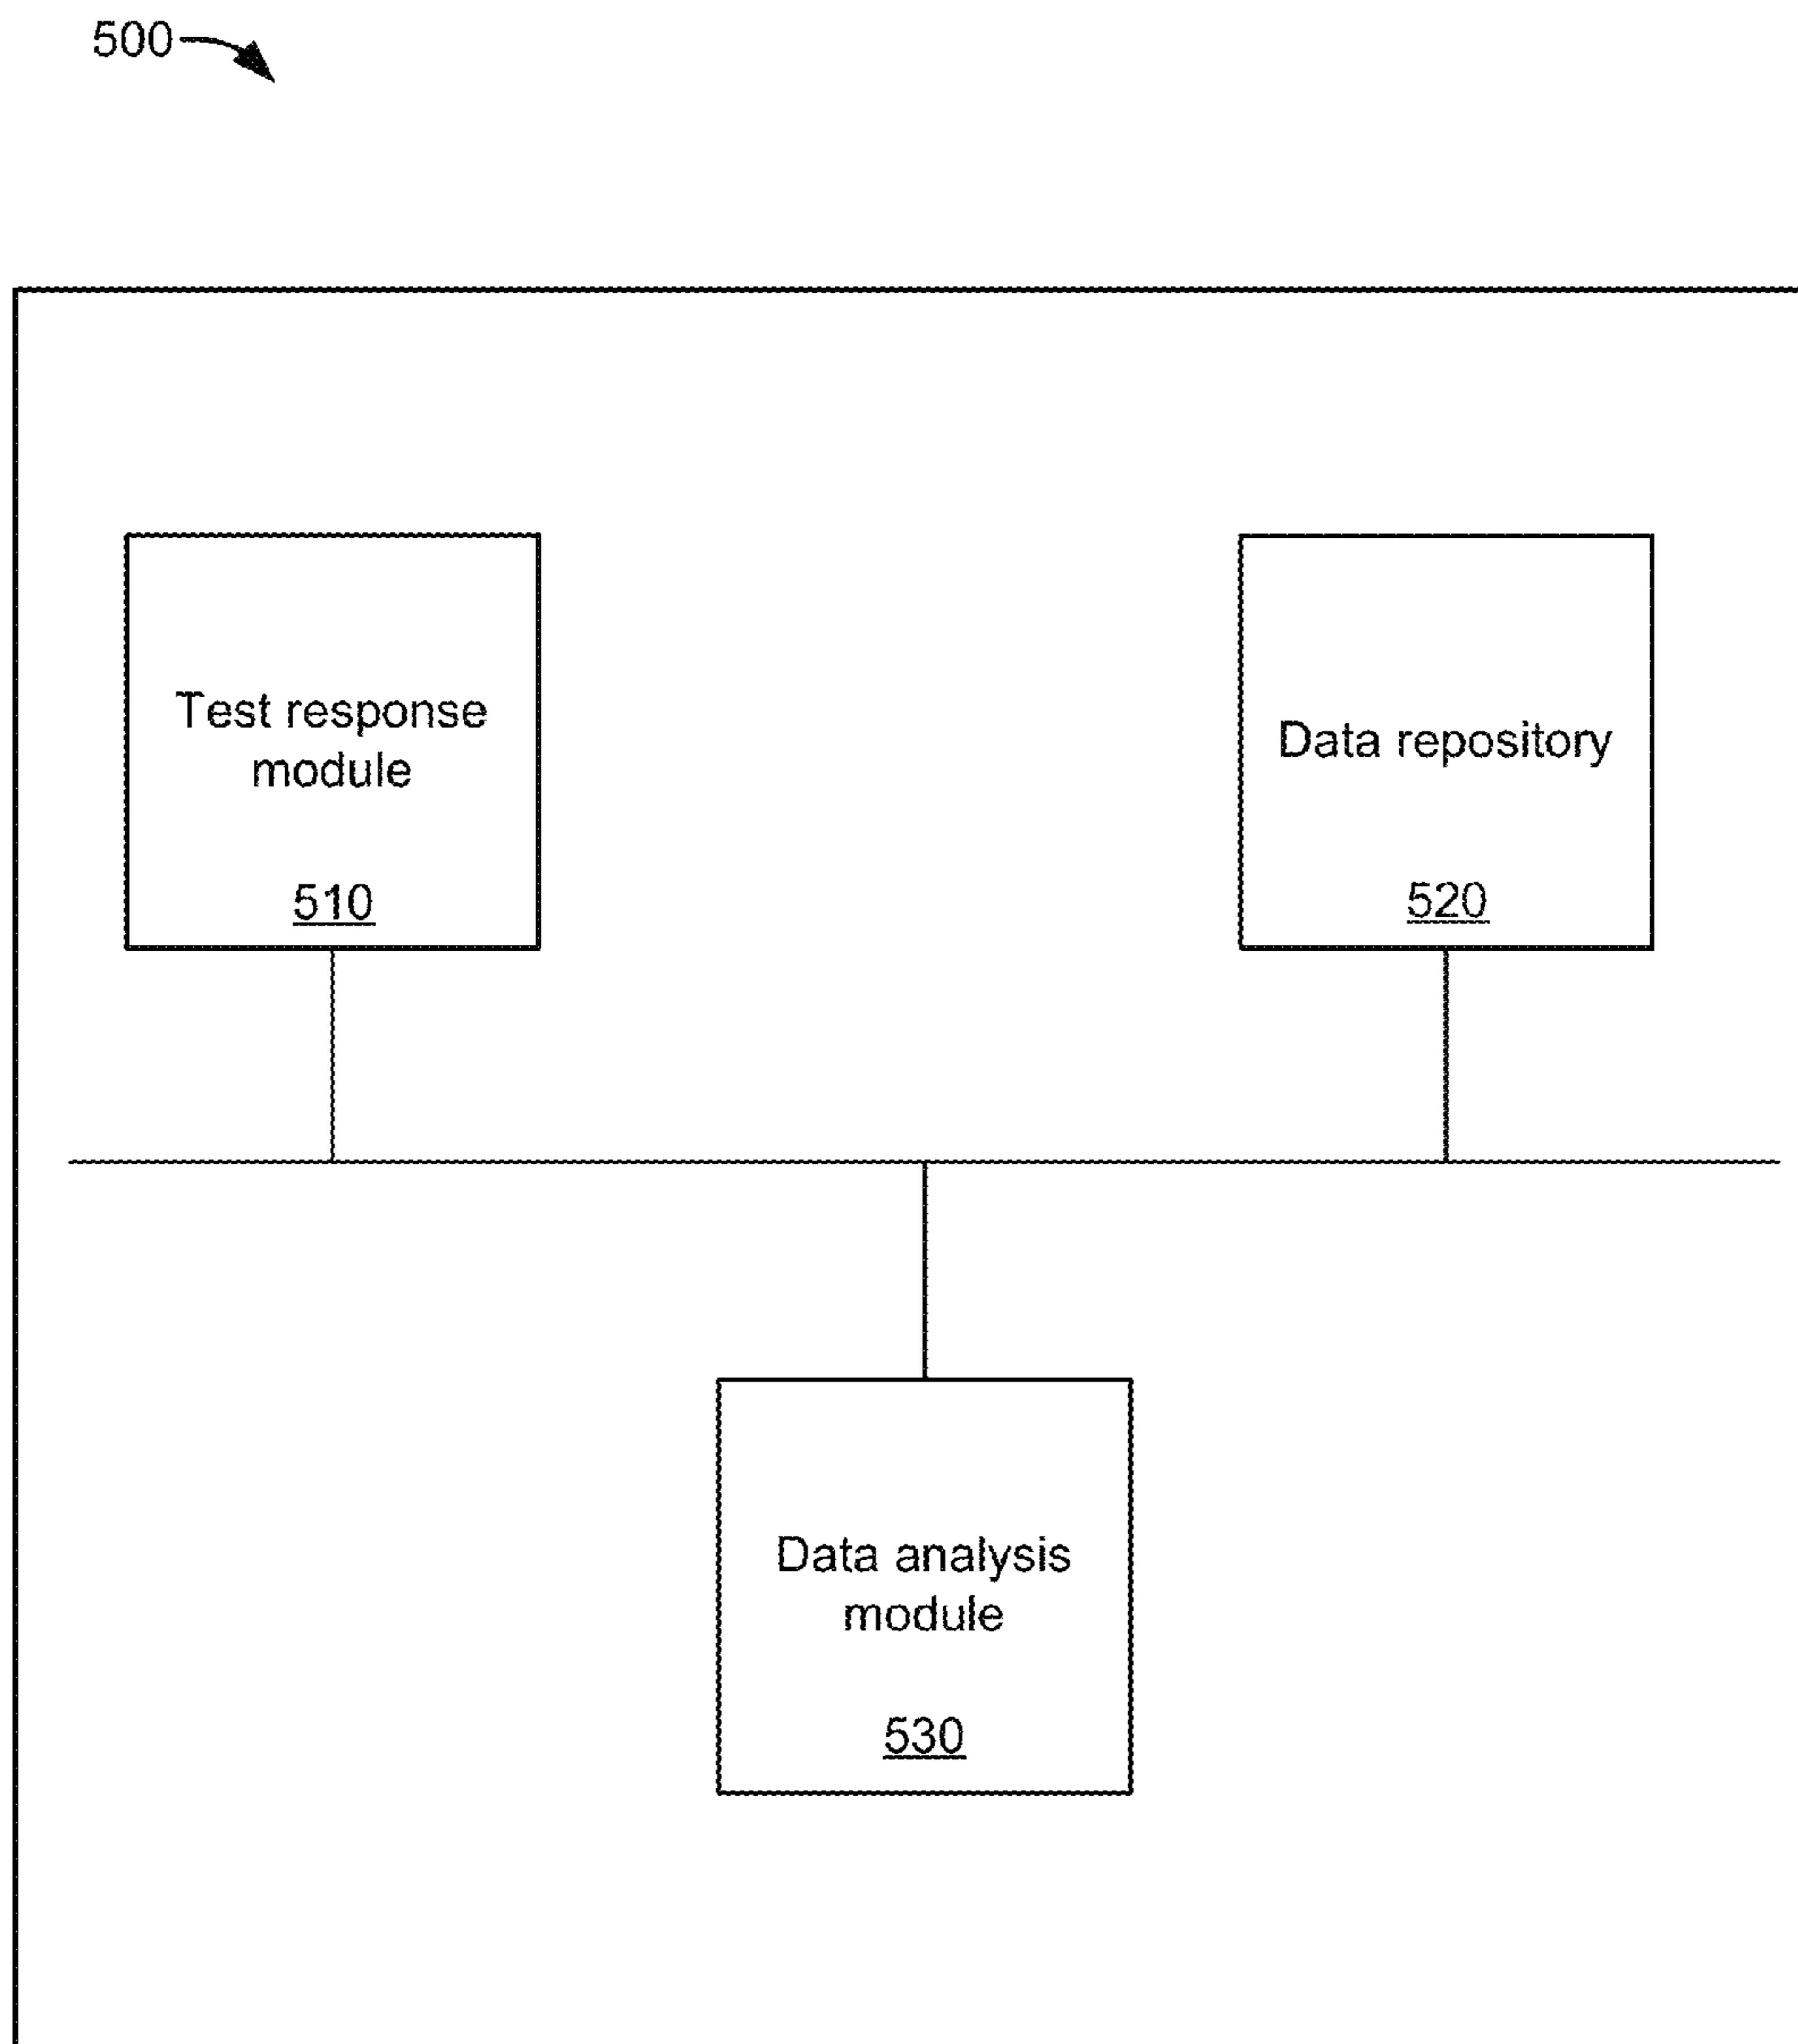 500
Test response
module
510
Data repository
520
Data analysis
module
530